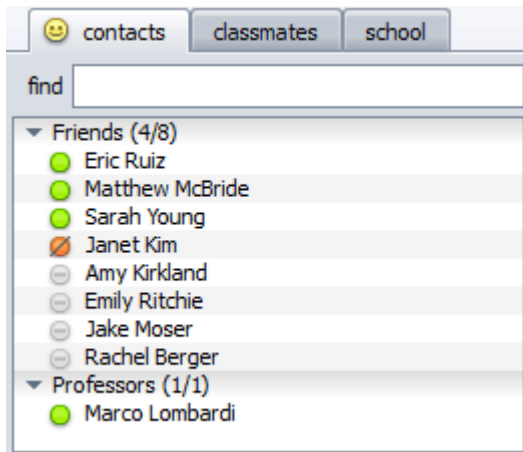 contacts classmates school
find
Friends (4/8)
Eric Ruiz
Matthew McBride
Sarah Young
Janet Kim
Amy Kirkland
Emily Ritchie
Jake Moser
Rachel Berger
Professors (1/1)
Marco Lombardi